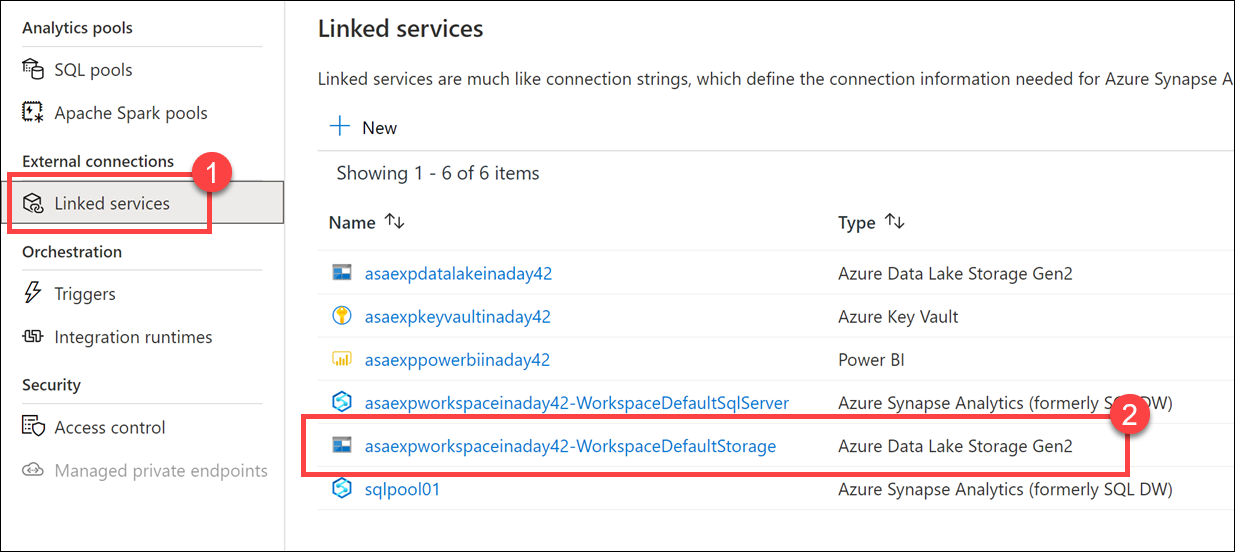 Analytics pools
SQL pools
Apache Spark pools
External connections
1
Linked services
Orchestration
Triggers
Integration runtimes
Security
Access control
Managed private endpoints
Linked services
Linked services are much like connection strings, which define the connection information needed for Azure Synapse A
New
Showing 1 - 6 of 6 items
Name Type
asaexpdatalakeinaday42 Azure Data Lake Storage Gen2
asaexpkeyvaultinaday42 Azure Key Vault
asaexppowerbiinaday42 Power BI
asaexpworkspaceinaday42-WorkspaceDefaultSqlServer Azure Synapse Analytics (formerly SQL DW)
2
asaexpworkspaceinaday42-WorkspaceDefaultStorage Azure Data Lake Storage Gen2
sqlpool01 Azure Synapse Analytics (formerly SQL DW)